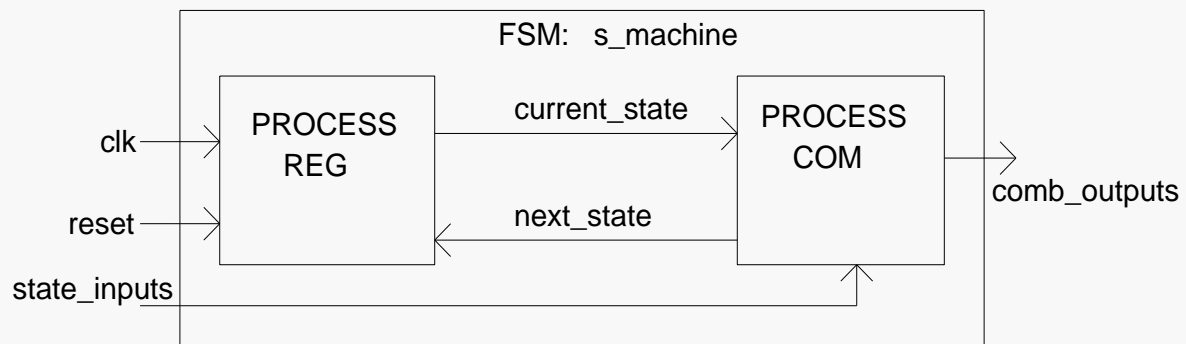 FSM: s_machine
PROCESS
REG
current_state
PROCESS
COM
clk
comb_outputs
reset
next_state
state_inputs